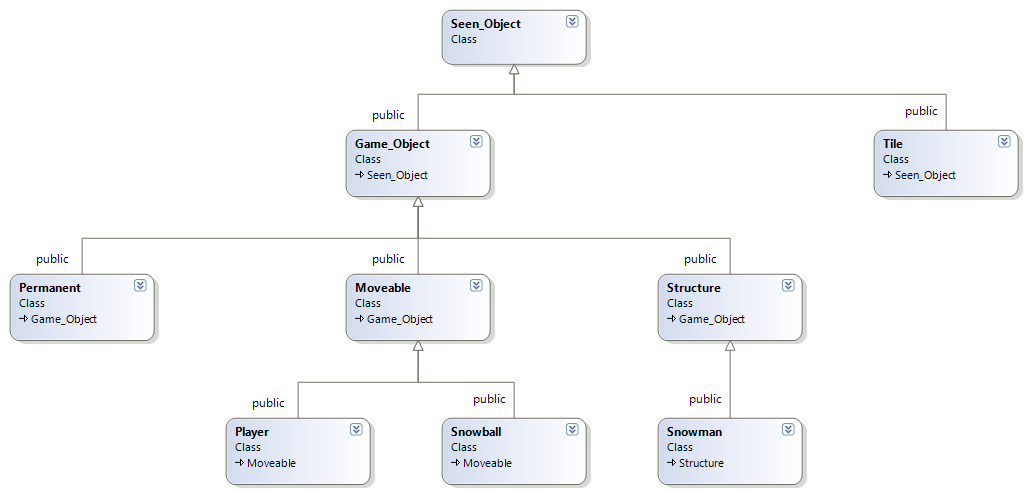 Seen_Object
Class
public
public
Game_Object
Class
Seen_Object
Tile
Class
Seen_Object
public
public
public
Permanent
Class
Game_Object
Moveable
Class
Game_Object
Structure
Class
Game_Object
public
public
public
Player
Class
Moveable
Snowball
Class
Moveable
Snowman
Class
Structure